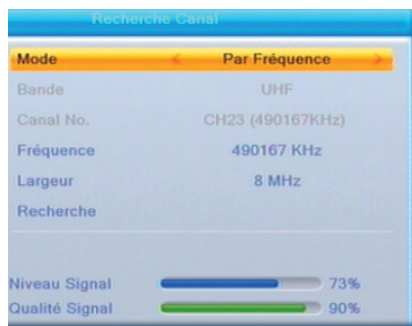 Recherche Canal
Mode < Par Fréquence >
Bande UHF
Canal No. CH23 (490167KHz)
Fréquence 490167 KHz
Largeur 8 MHz
Recherche
Niveau Signal 73%
Qualité Signal 90%